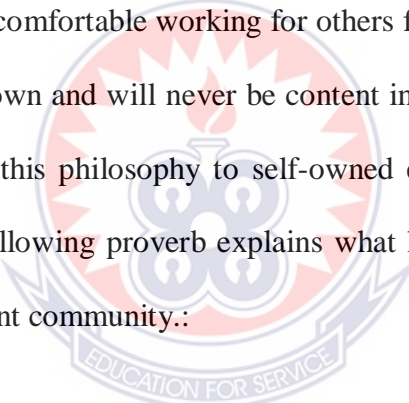 comfortable working for others f
own and will never be content in
this philosophy to self-owned
llowing proverb explains what
nt community.:
EDUCATION FOR SERVICE